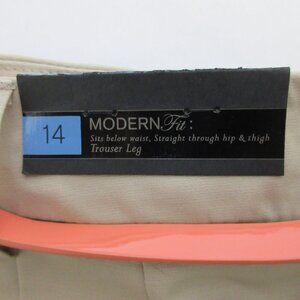 14
MODERN Fit:
Sits below waist, Straight through hip & thigh
Trouser Leg